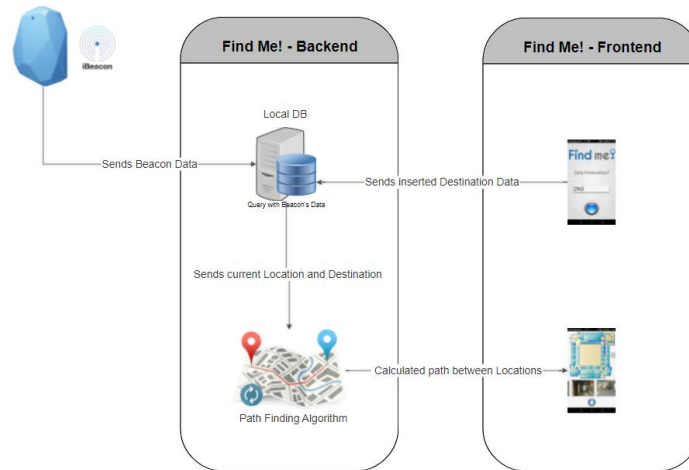 Find Me! - Backend
Find Me! - Frontend
iBeacon
Local DB
Sends Beacon Data
Find me!
Sends inserted Destination Data
Query with Beacon's Data
Sends current Location and Destination
Calculated path between Locations
Path Finding Algorithm